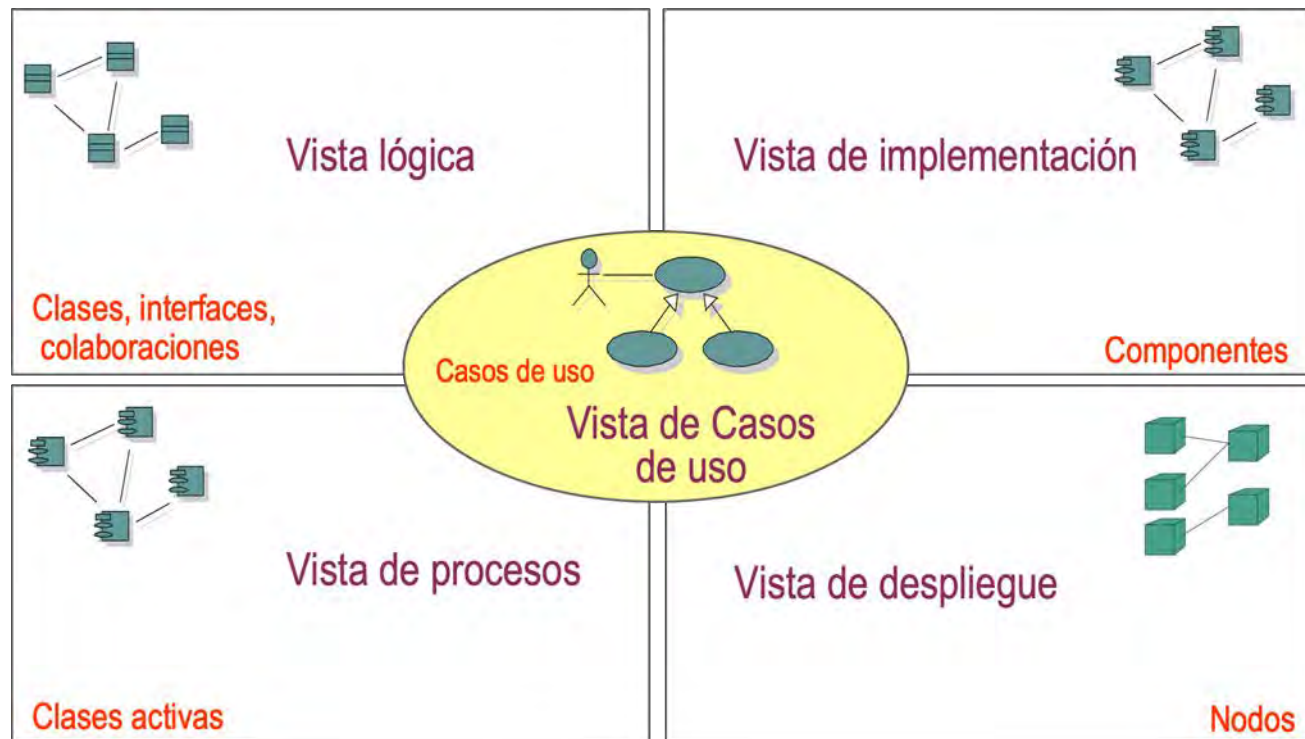 Vista lógica
Clases, interfaces,
colaboraciones
Vista de implementación
Componentes
Casos de uso
Vista de Casos
de uso
Vista de procesos
Clases activas
Vista de despliegue
Nodos